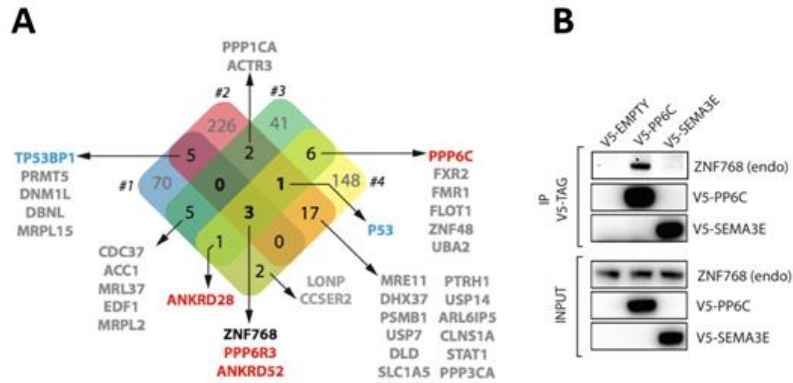 A
PPP1CA
ACTR3
#2
#3
226
41
TP53BP1
PRMT5
DNM1L
DBNL
MRPL15
5
2
6
PPP6C
FXR2
FMR1
FLOT1
ZNF48
UBA2
#1
70
0
1
148
#4
5
3
17
P53
1
0
CDC37
ACC1
MRL37
EDF1
MRPL2
2
ANKRD28
LONP
CCSER2
ZNF768
PPP6R3
ANKRD52
MRE11
DHX37
PSMB1
USP7
DLD
SLC1A5
PTRH1
USP14
ARL6IP5
CLNS1A
STAT1
PPP3CA
B
V5-EMPTY
V5-PP6C
V5-SEMA3E
IP
V5-TAG
ZNF768 (endo)
V5-PP6C
V5-SEMA3E
INPUT
ZNF768 (endo)
V5-PP6C
V5-SEMA3E